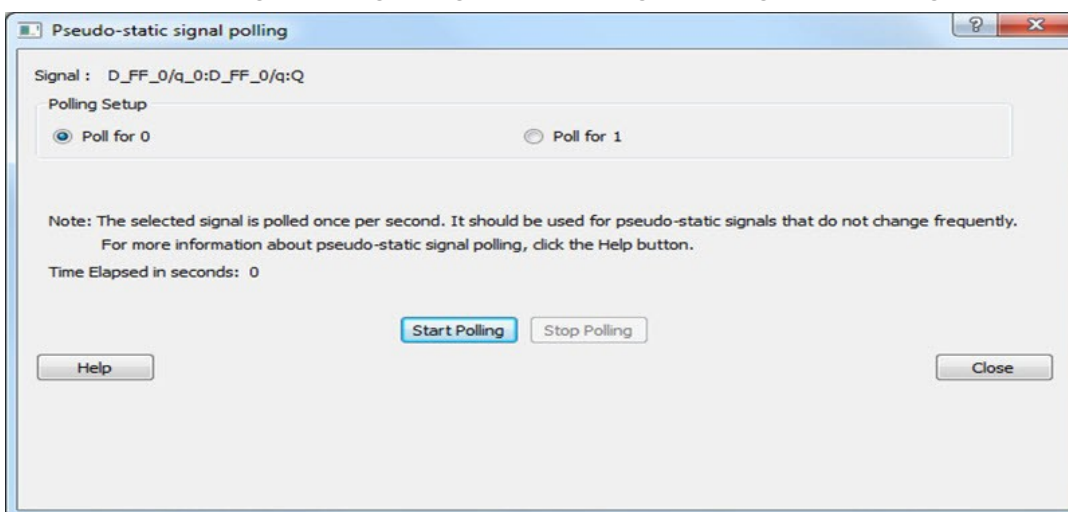 Pseudo-static signal polling
Signal : D_FF_0/q_0:D_FF_0/q:Q
Polling Setup
Poll for 0 Poll for 1
Note: The selected signal is polled once per second. It should be used for pseudo-static signals that do not change frequently.
For more information about pseudo-static signal polling, click the Help button.
Time Elapsed in seconds: 0
Start Polling Stop Polling
Help Close